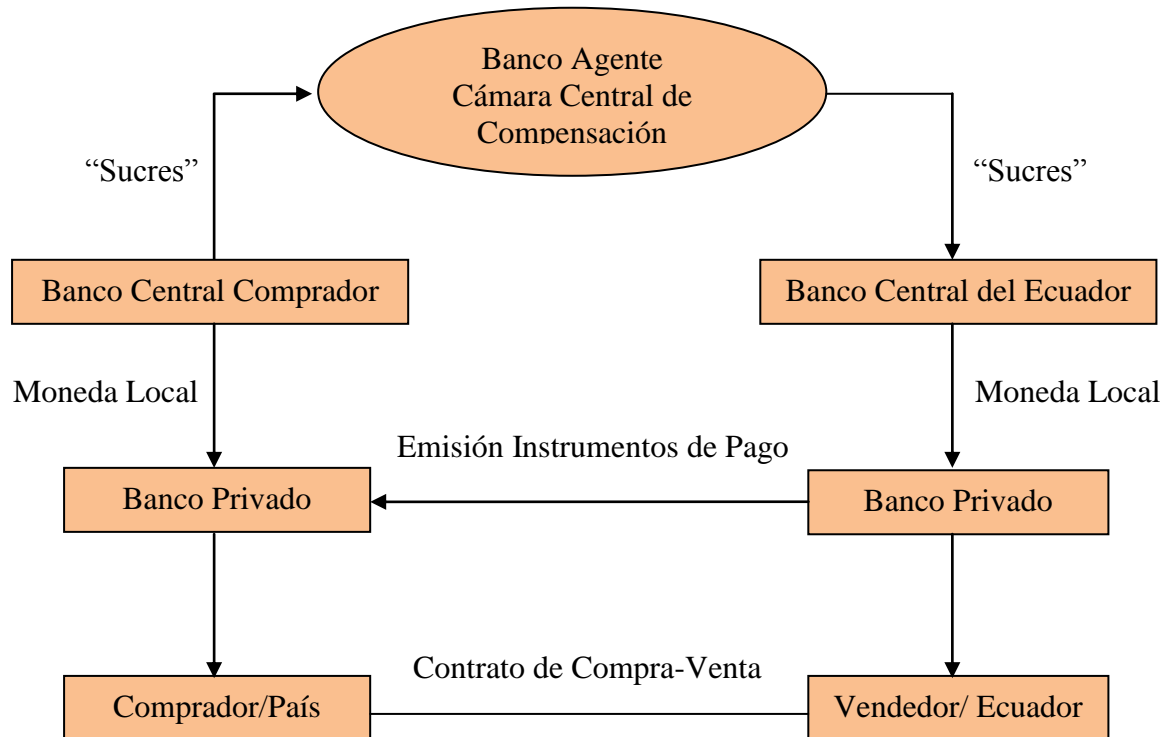 Banco Agente
Cámara Central de
Compensación
“Sucres”
“Sucres”
Banco Central Comprador
Banco Central del Ecuador
Moneda Local
Moneda Local
Emisión Instrumentos de Pago
Banco Privado
Banco Privado
Contrato de Compra-Venta
Comprador/País
Vendedor/ Ecuador